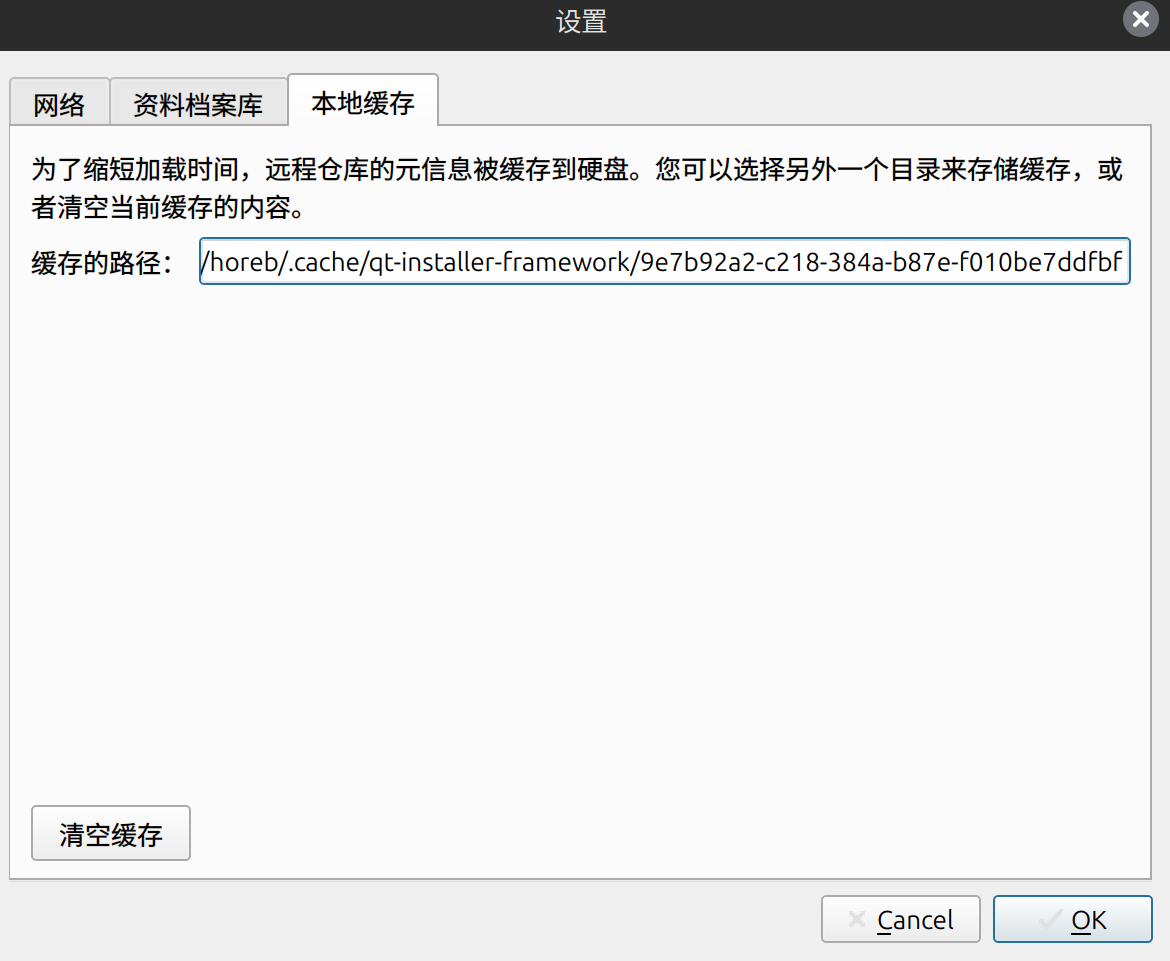 设置
网络 资料档案库 本地缓存
为了缩短加载时间，远程仓库的元信息被缓存到硬盘。您可以选择另外一个目录来存储缓存，或
者清空当前缓存的内容。
缓存的路径： /horeb/.cache/qt-installer-framework/9e7b92a2-c218-384a-b87e-f010be7ddfbf
清空缓存
Cancel OK